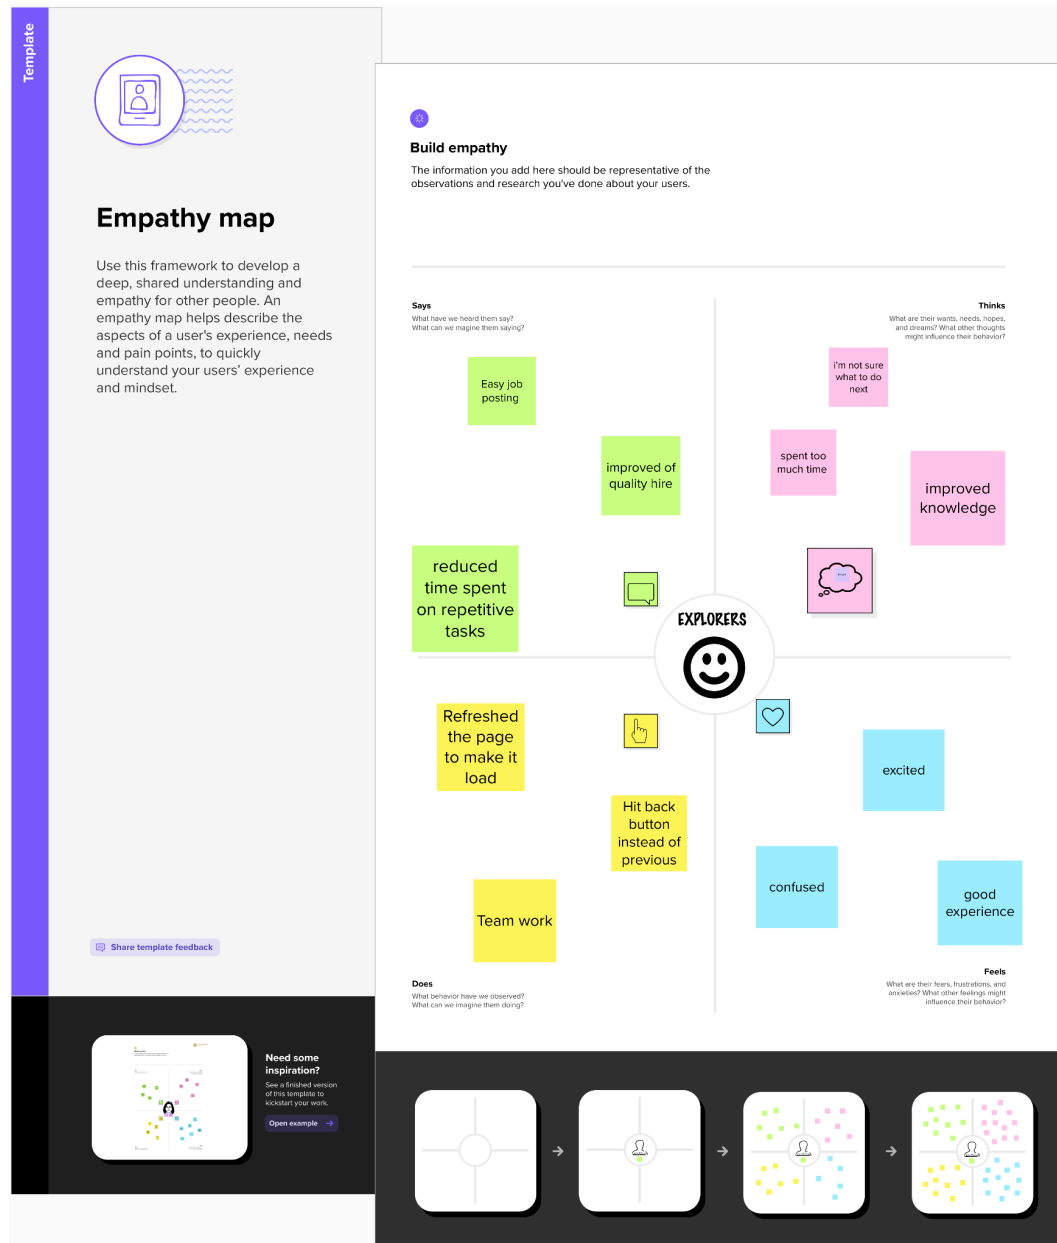 Template
Empathy map
Use this framework to develop a
deep, shared understanding and
empathy for other people. An
empathy map helps describe the
aspects of a user's experience, needs
and pain points, to quickly
understand your users' experience
and mindset.
Share template feedback
Need some
inspiration?
See a finished version
of this template to
kickstart your work.
Open example
Build empathy
The information you add here should be representative of the
observations and research you've done about your users.
Says
What have we heard them say?
What can we magine them saying?
Easy job
posting
improved of
quality hire
reduced
time spent
on repetitive
tasks
Thinks
What are their wants, needs, hopes,
and dreams? What other thoughts
might influence their behavior?
i'm not sure
what to do
next
spent too
much time
improved
knowledge
EXPLORERS
Refreshed
the page
to make it
load
Hit back
button
instead of
previous
Team work
Does
What behavior have we observed?
What can we imagine them doing?
excited
confused
good
experience
Feels
What are their fears, frustrations, and
anxieties? What other feelings might
influence their behavior?